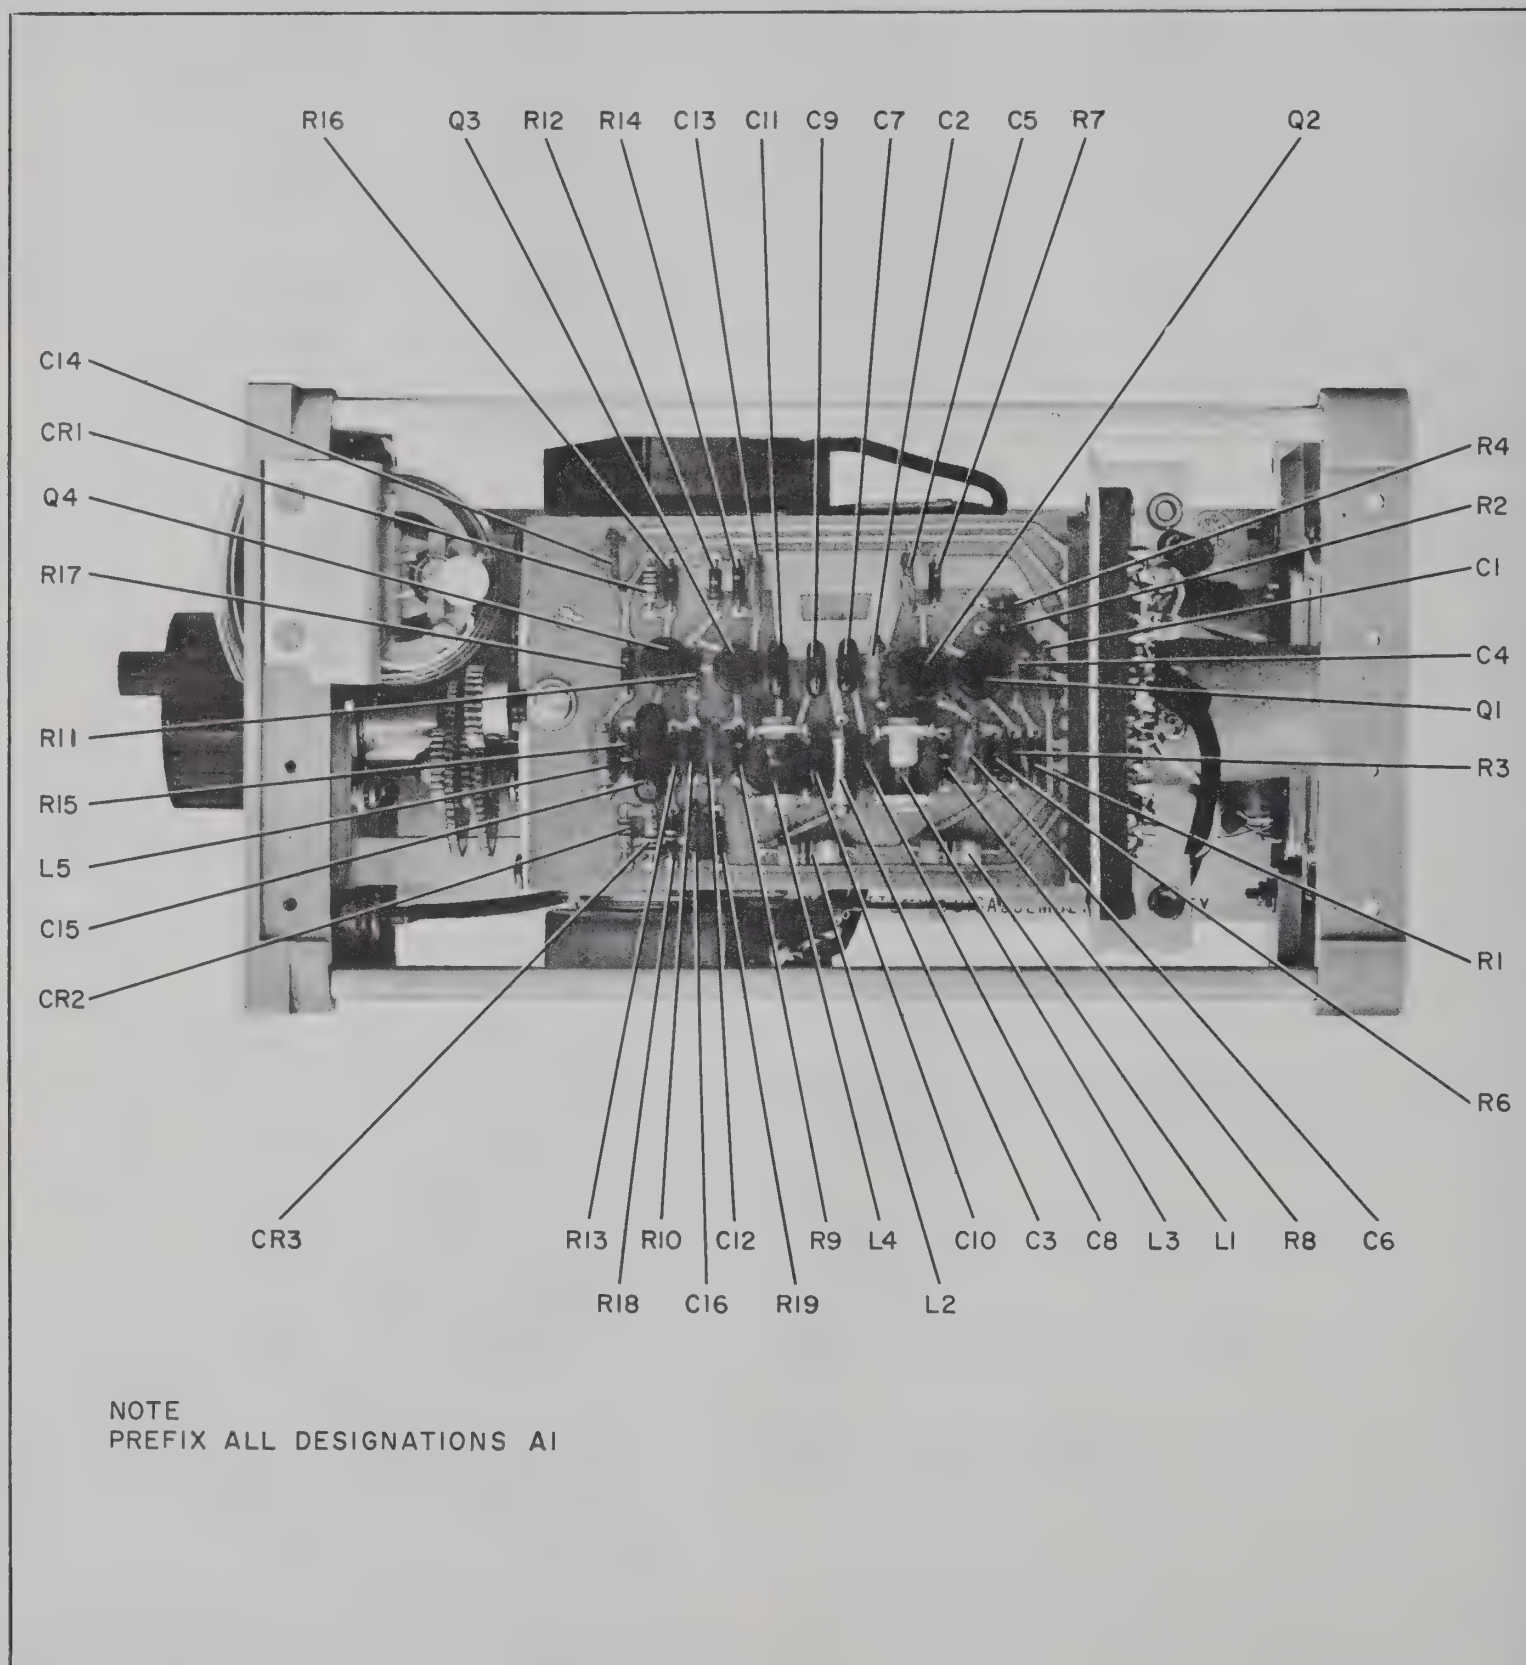 R16 Q3 R12 R14 C13 C11 C9 C7 C2 C5 R7 Q2
C14
CR1
Q4
R17
R11
R15
L5
C15
CR2
R4
R2
C1
C4
Q1
R3
R1
R6
CR3 R13 R10 C12 R9 L4 C10 C3 C8 L3 L1 R8 C6
R18 C16 R19 L2
NOTE
PREFIX ALL DESIGNATIONS A1